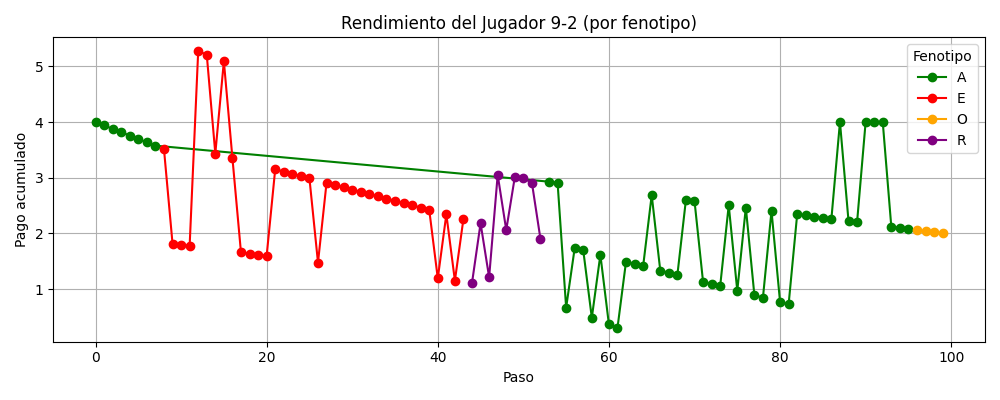 Rendimiento del Jugador 9-2 (por fenotipo)
Pago acumulado
5
4
3
2
1
Fenotipo
A
E
O
R
0 20 40 60 80 100
Paso